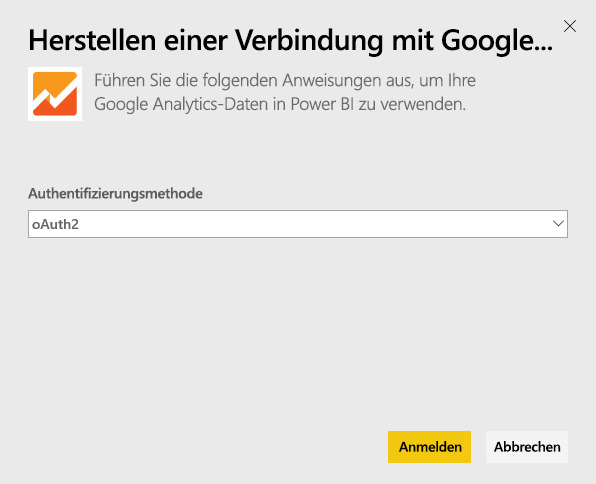 Herstellen einer Verbindung mit Google...
Führen Sie die folgenden Anweisungen aus, um Ihre
Google Analytics-Daten in Power BI zu verwenden.
Authentifizierungsmethode
oAuth2
Anmelden
Abbrechen